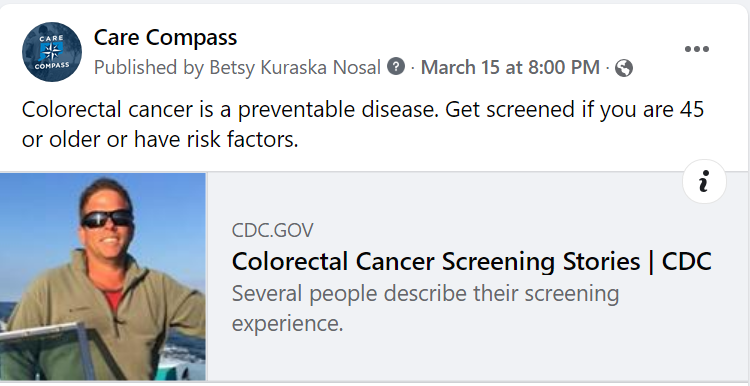 CARE
COMPASS
Care Compass
Published by Betsy Kuraska Nosal ? · March 15 at 8:00 PM ·
Colorectal cancer is a preventable disease. Get screened if you are 45
or older or have risk factors.
i
CDC.GOV
Colorectal Cancer Screening Stories | CDC
Several people describe their screening
experience.